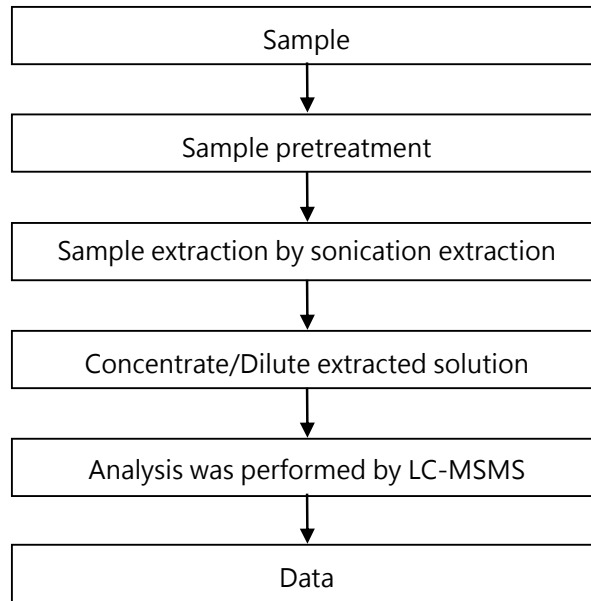 Sample
Sample pretreatment
Sample extraction by sonication extraction
Concentrate/Dilute extracted solution
Analysis was performed by LC-MSMS
Data